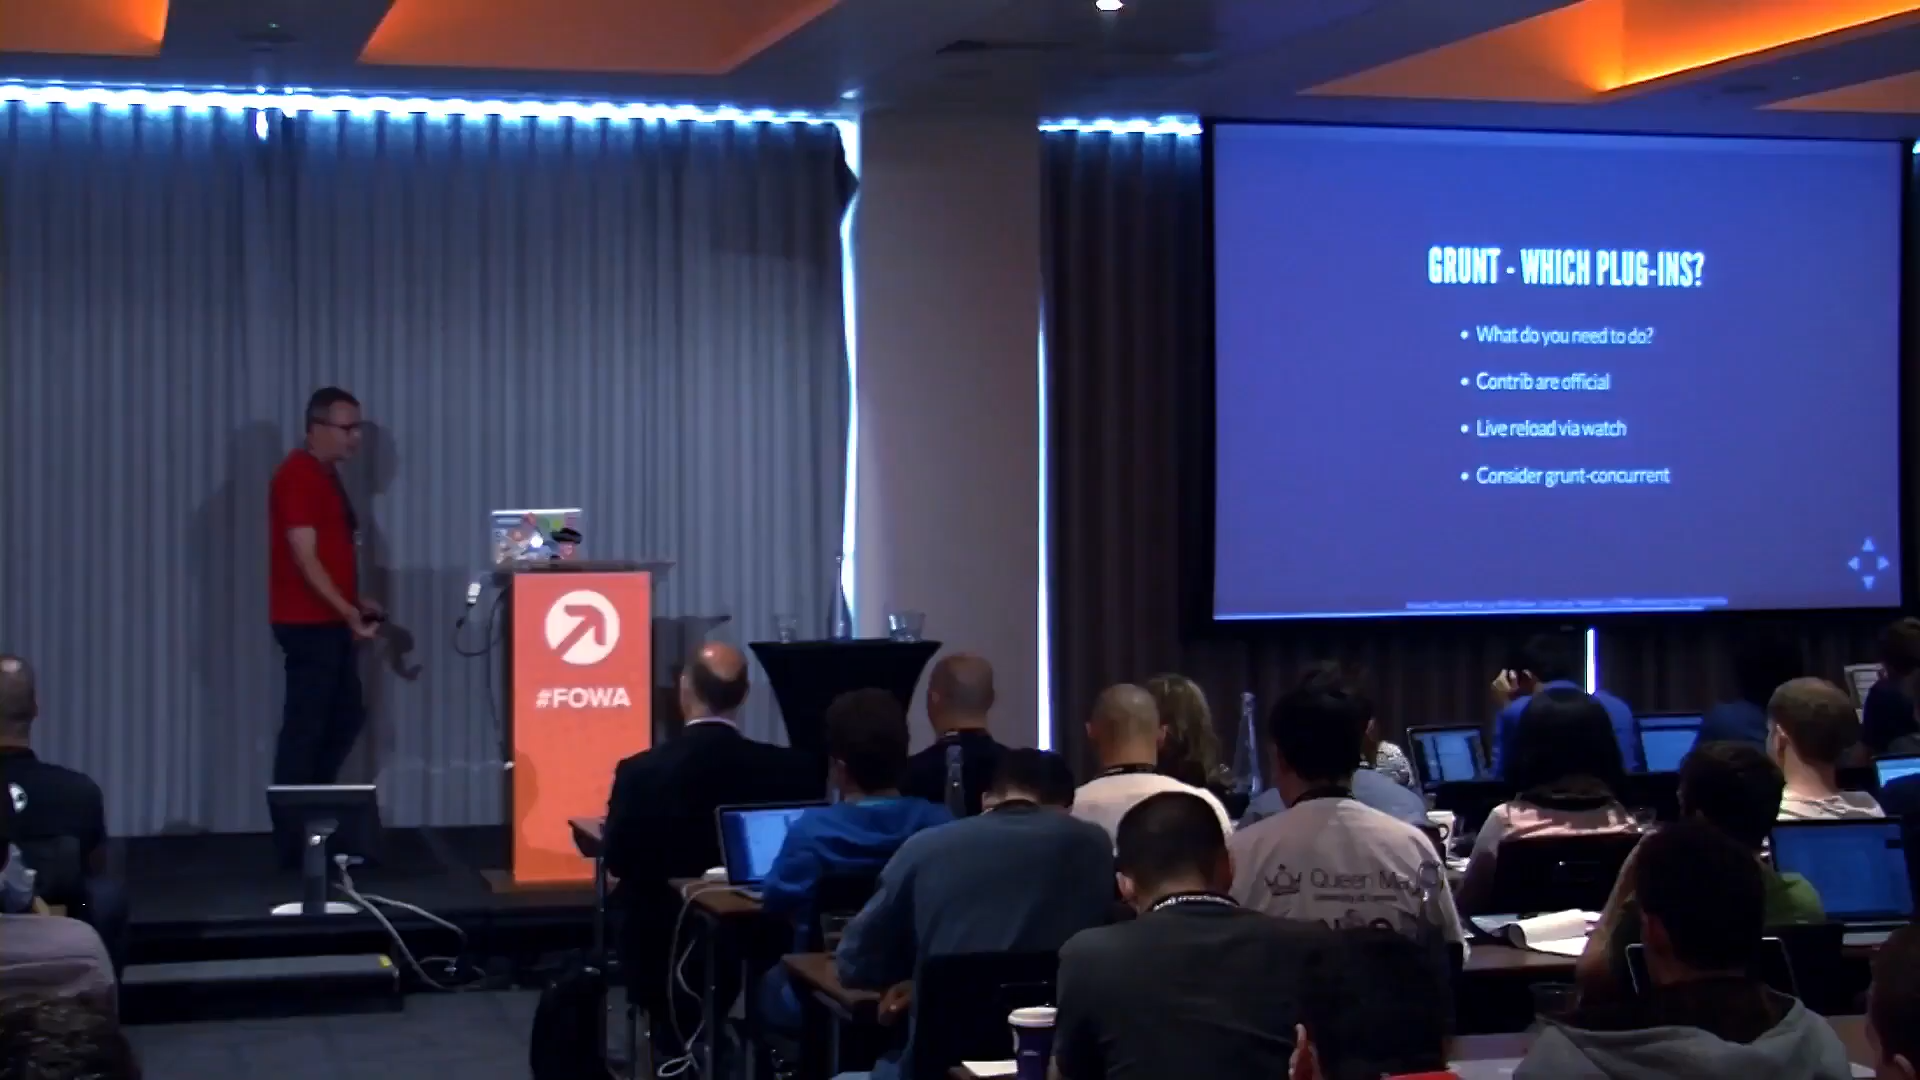 GRUNT - WHICH PLUG-INS?
• What do you need to do?
• Contrib are official
• Live reload via watch
• Consider grunt-concurrent
#FOWA
Queen Mary